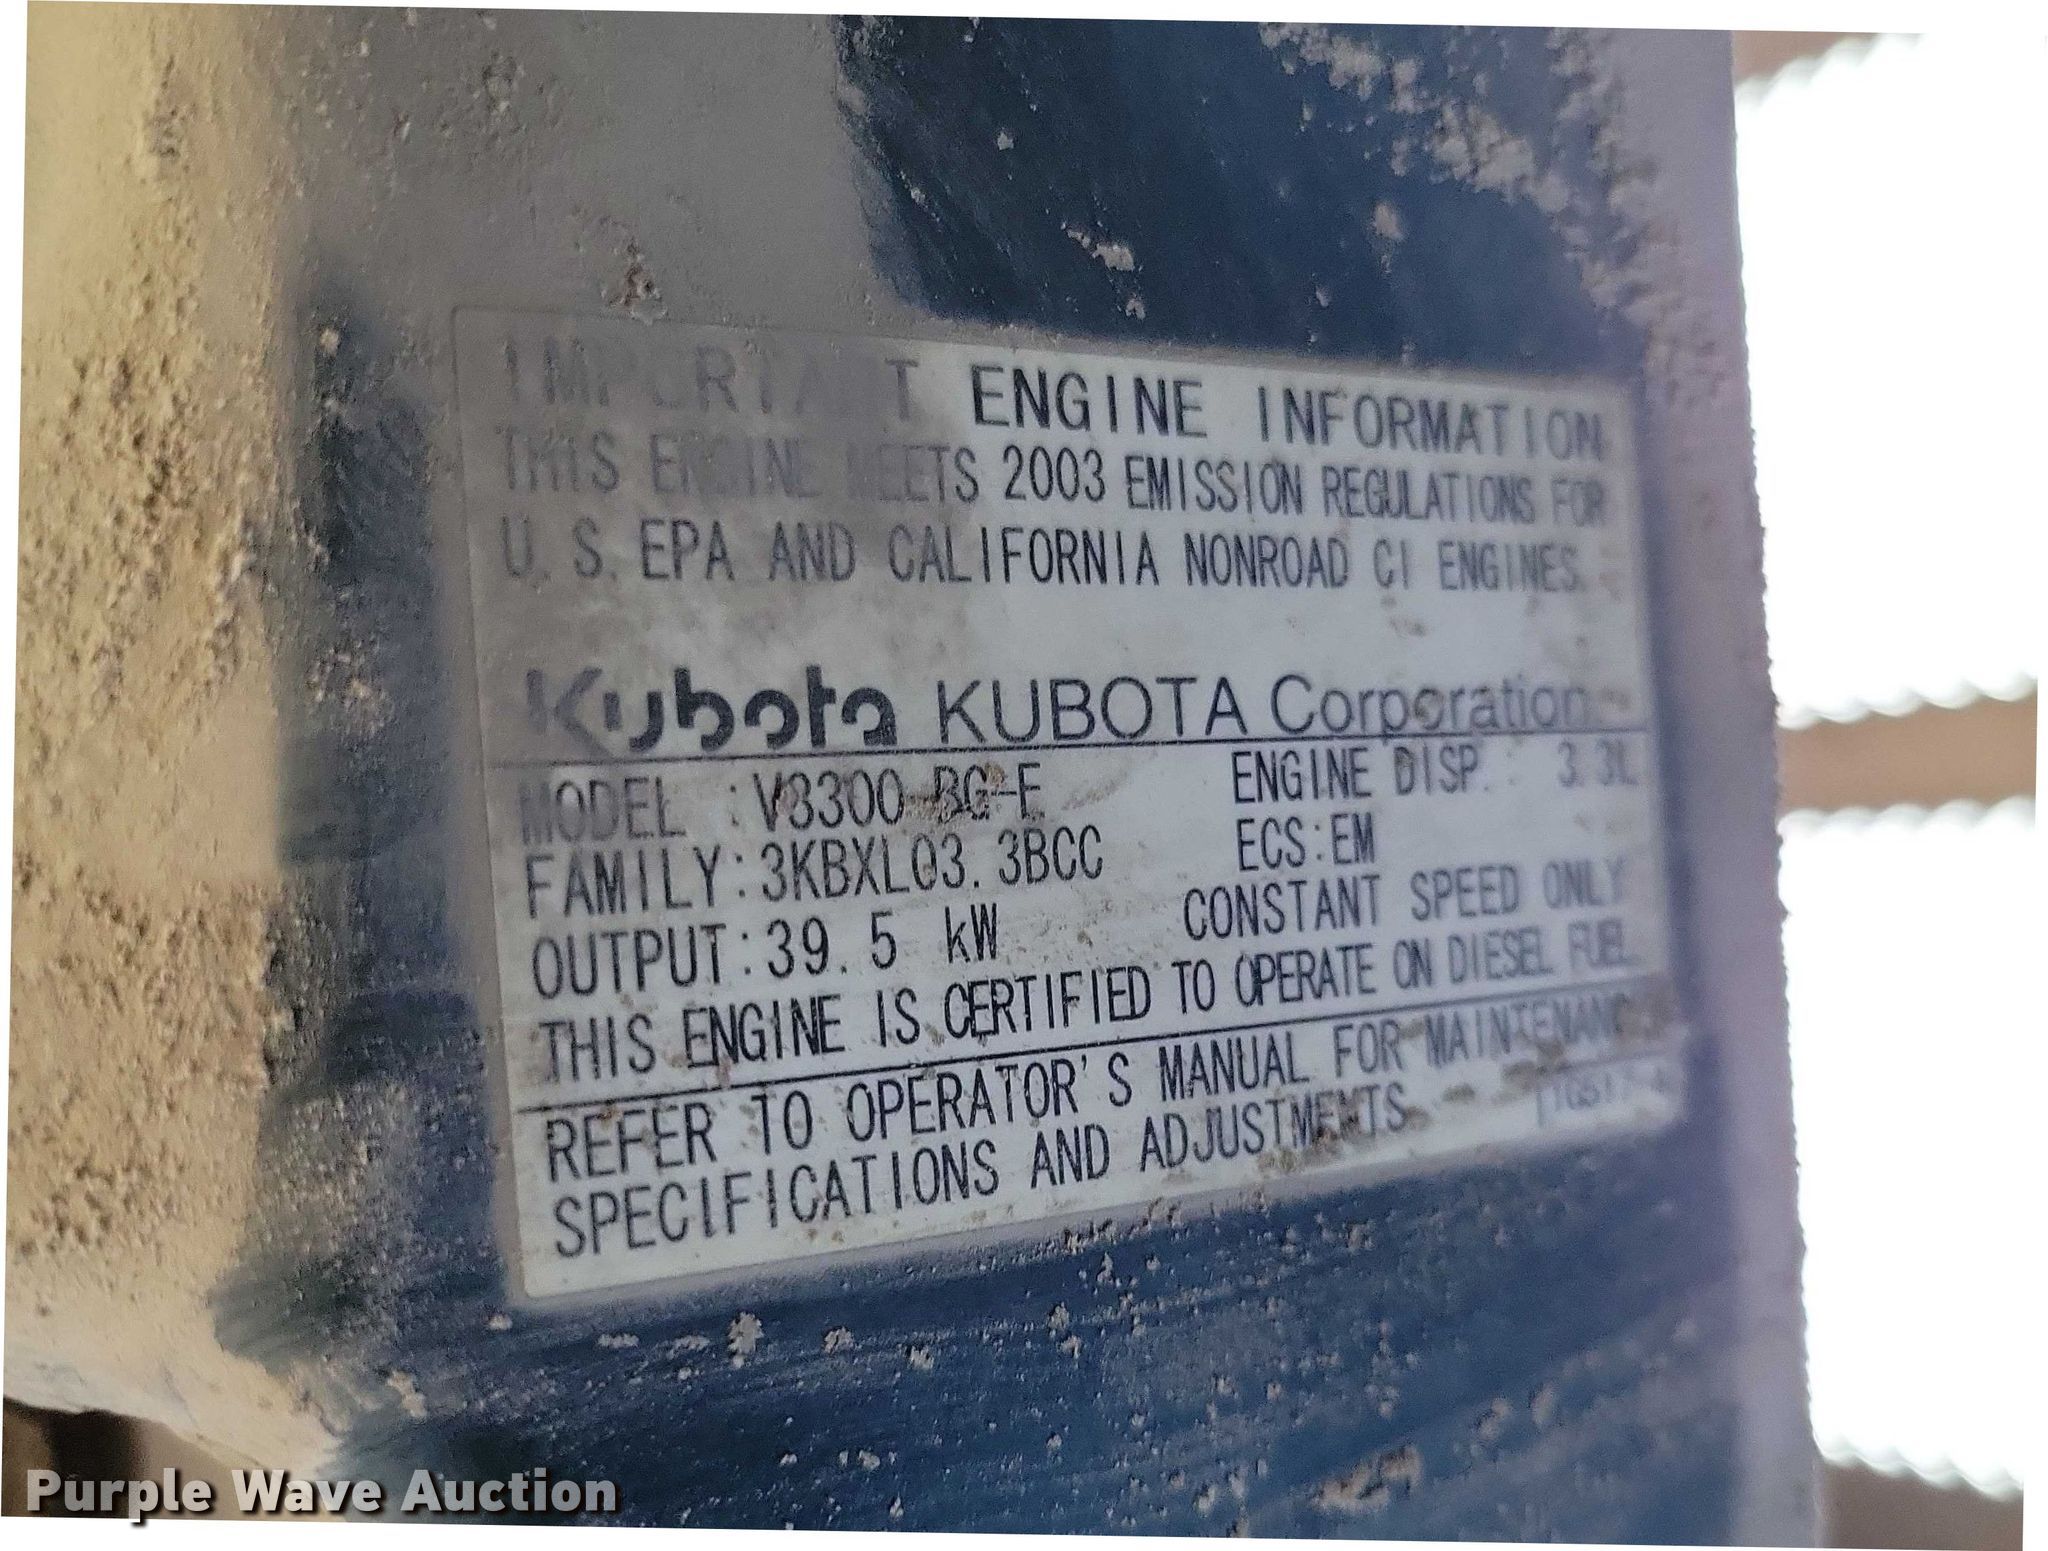 IMPORTANT ENGINE INFORMATION
THIS ENGINE MEETS 2003 EMISSION REGULATIONS FOR
U.S.EPA AND CALIFORNIA NONROAD CI ENGINES.
Kubota KUBOTA Corporation
MODEL :V3300-BG-E ENGINE DISP.: 3.3L
FAMILY:3KBXL03.3BCC ECS:EM
OUTPUT:39.5 kW CONSTANT SPEED ONLY
THIS ENGINE IS CERTIFIED TO OPERATE ON DIESEL FUEL.
REFER TO OPERATOR'S MANUAL FOR MAINTENANCE
SPECIFICATIONS AND ADJUSTMENTS
Purple Wave Auction